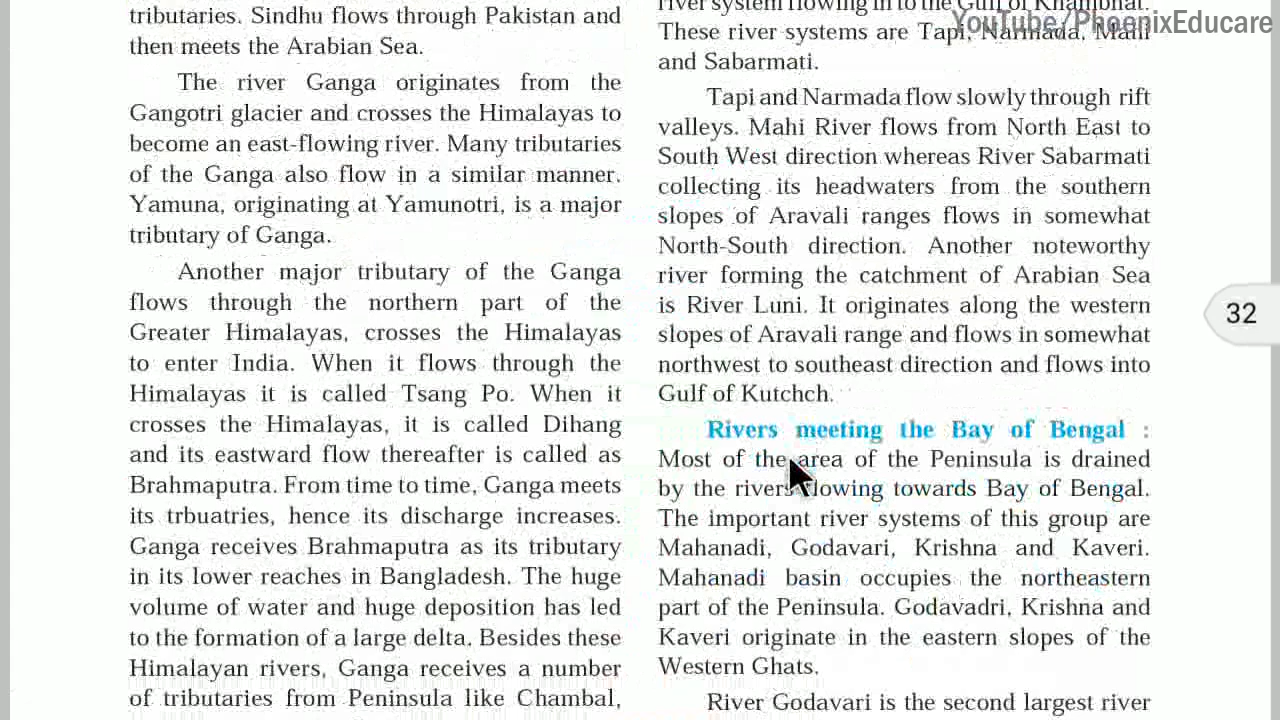 tributaries. Sindhu flows through Pakistan and
then meets the Arabian Sea.
The river Ganga originates from the
Gangotri glacier and crosses the Himalayas to
become an east-flowing river. Many tributaries
of the Ganga also flow in a similar manner.
Yamuna, originating at Yamunotri, is a major
tributary of Ganga.
Another major tributary of the Ganga
flows through the northern part of the
Greater Himalayas, crosses the Himalayas
to enter India. When it flows through the
Himalayas it is called Tsang Po. When it
crosses the Himalayas, it is called Dihang
and its eastward flow thereafter is called as
Brahmaputra. From time to time, Ganga meets
its trbuatries, hence its discharge increases.
Ganga receives Brahmaputra as its tributary
in its lower reaches in Bangladesh. The huge
volume of water and huge deposition has led
to the formation of a large delta. Besides these
Himalayan rivers, Ganga receives a number
of tributaries from Peninsula like Chambal,
river system flowing in to the Gulf of Khambhat.
YouTube/PhoenixEducare
These river systems are Tapi, Narmada, Mahi
and Sabarmati.
Tapi and Narmada flow slowly through rift
valleys. Mahi River flows from North East to
South West direction whereas River Sabarmati
collecting its headwaters from the southern
slopes of Aravali ranges flows in somewhat
North-South direction. Another noteworthy
river forming the catchment of Arabian Sea
is River Luni. It originates along the western
slopes of Aravali range and flows in somewhat
northwest to southeast direction and flows into
Gulf of Kutchch.
Rivers meeting the Bay of Bengal :
Most of the area of the Peninsula is drained
by the rivers flowing towards Bay of Bengal.
The important river systems of this group are
Mahanadi, Godavari, Krishna and Kaveri.
Mahanadi basin occupies the northeastern
part of the Peninsula. Godavadri, Krishna and
Kaveri originate in the eastern slopes of the
Western Ghats.
River Godavari is the second largest river
32